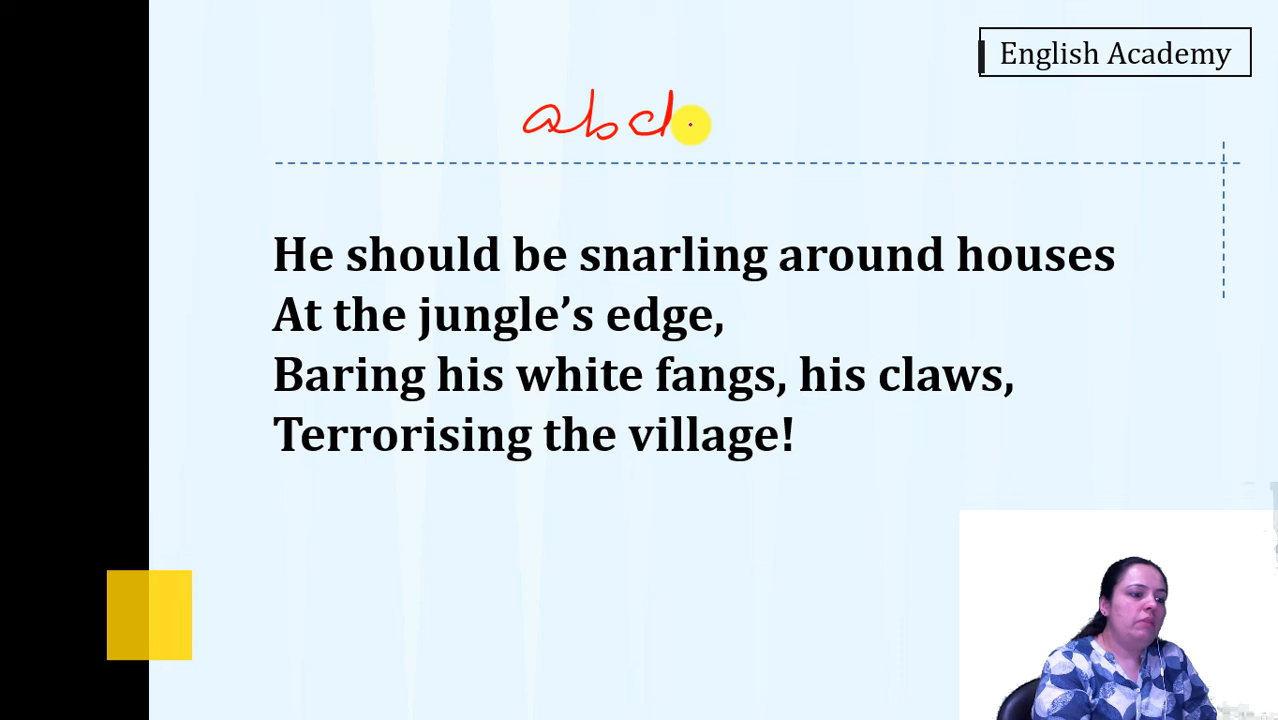 English Academy
abcd
He should be snarling around houses
At the jungle’s edge,
Baring his white fangs, his claws,
Terrorising the village!